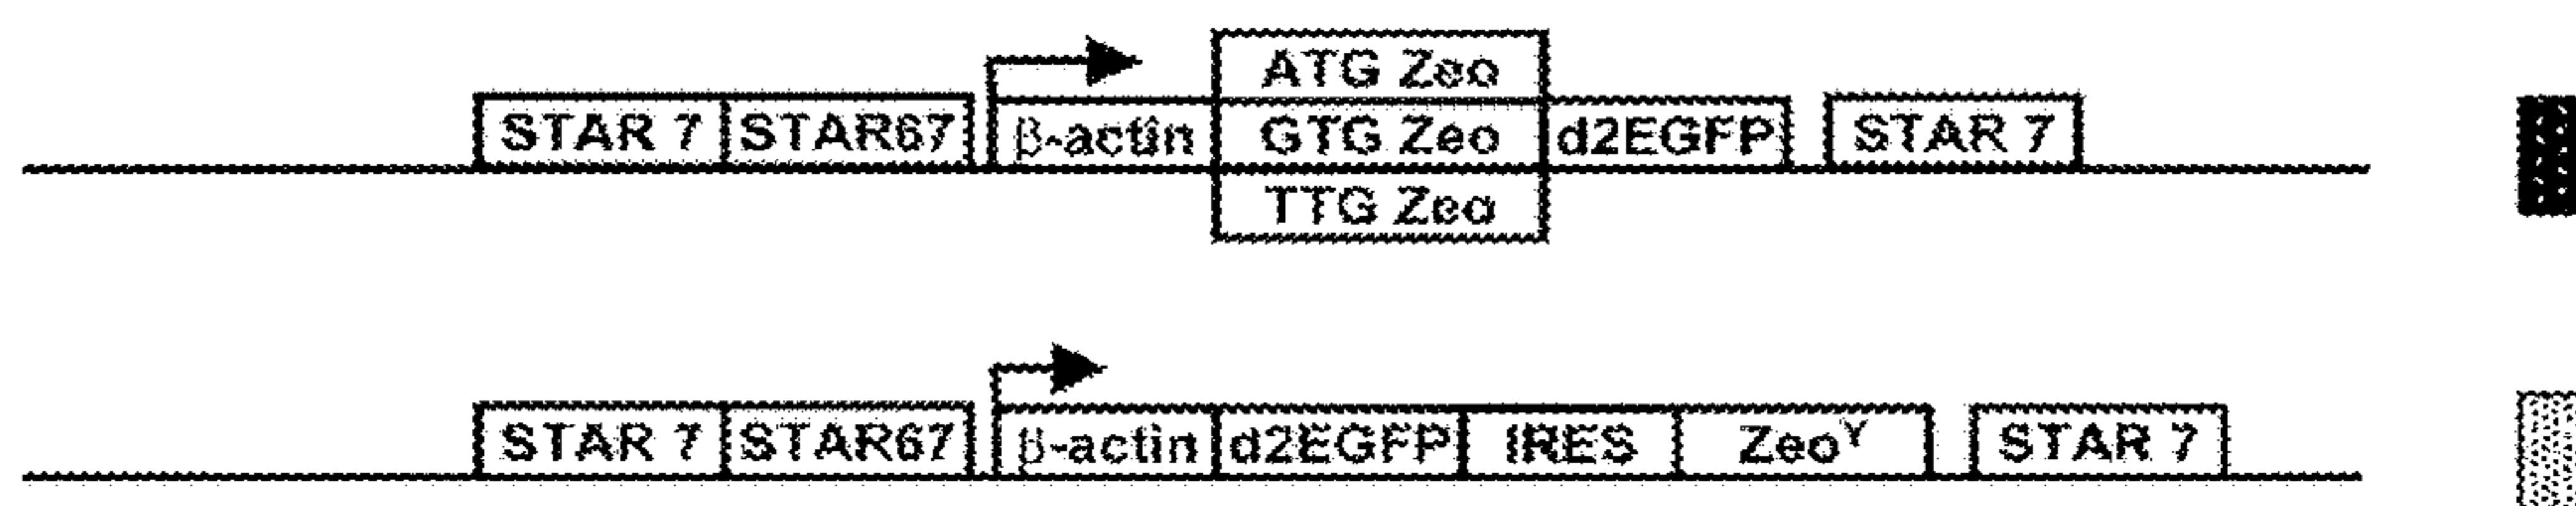 ATG Zeo
STAR 7 STAR67 β-actin GTG Zeo d2EGFP STAR 7
TTG Zeo
STAR 7 STAR67 β-actin d2EGFP IRES Zeoʳ STAR 7